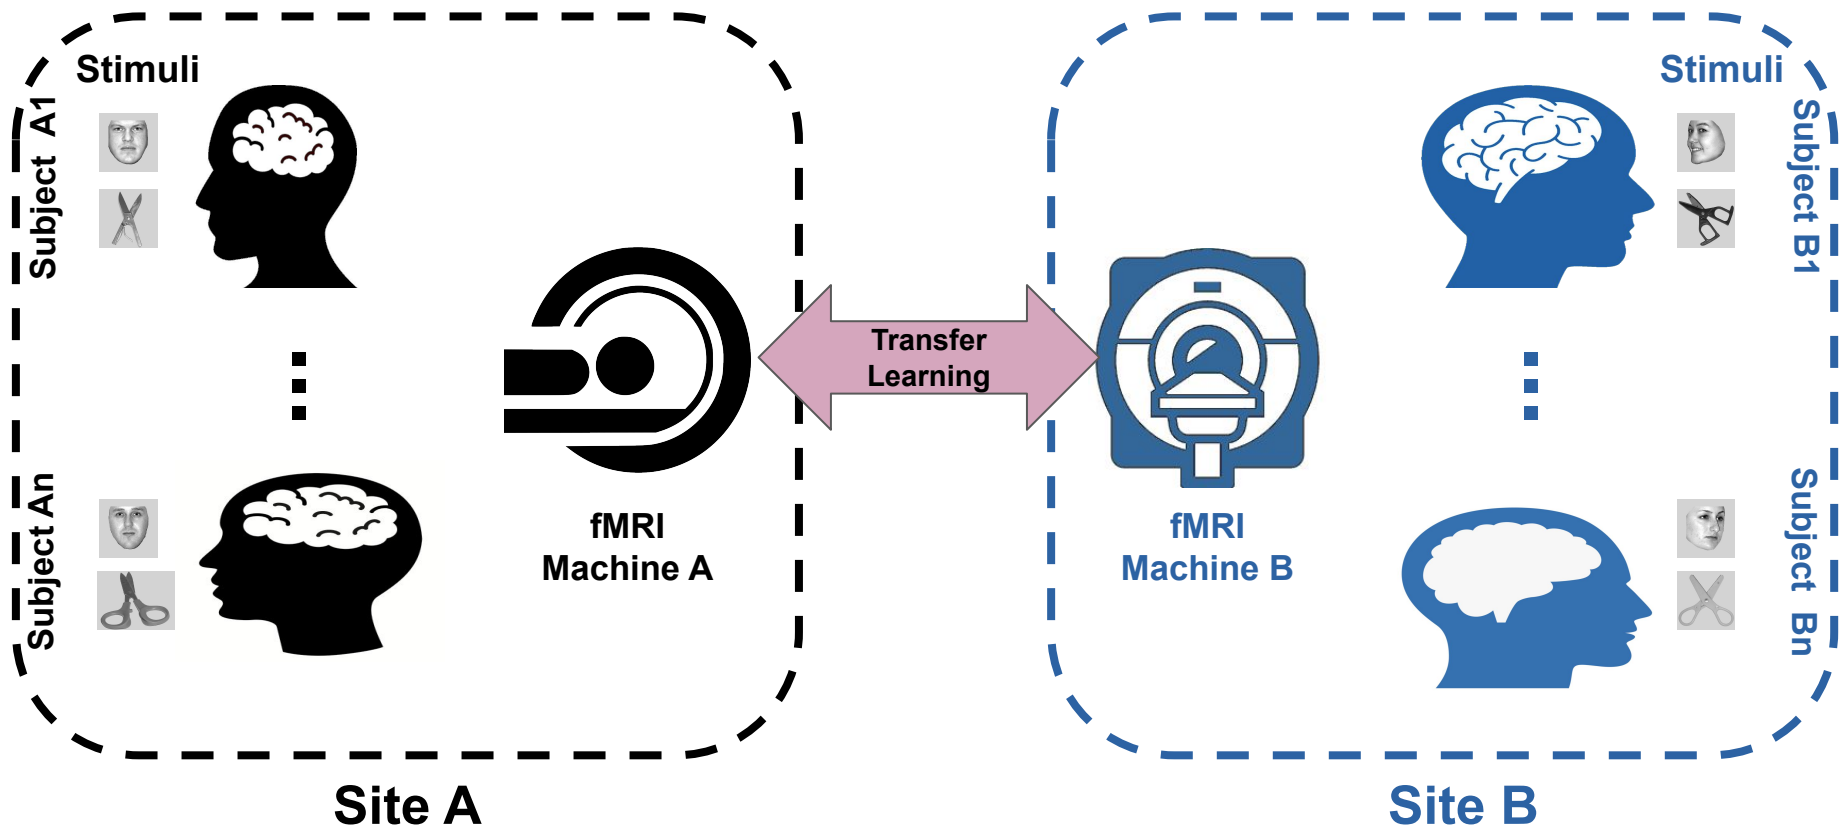 Stimuli
Subject A1
Subject An
fMRI
Machine A
Site A
Transfer
Learning
Stimuli
Subject B1
Subject Bn
fMRI
Machine B
Site B